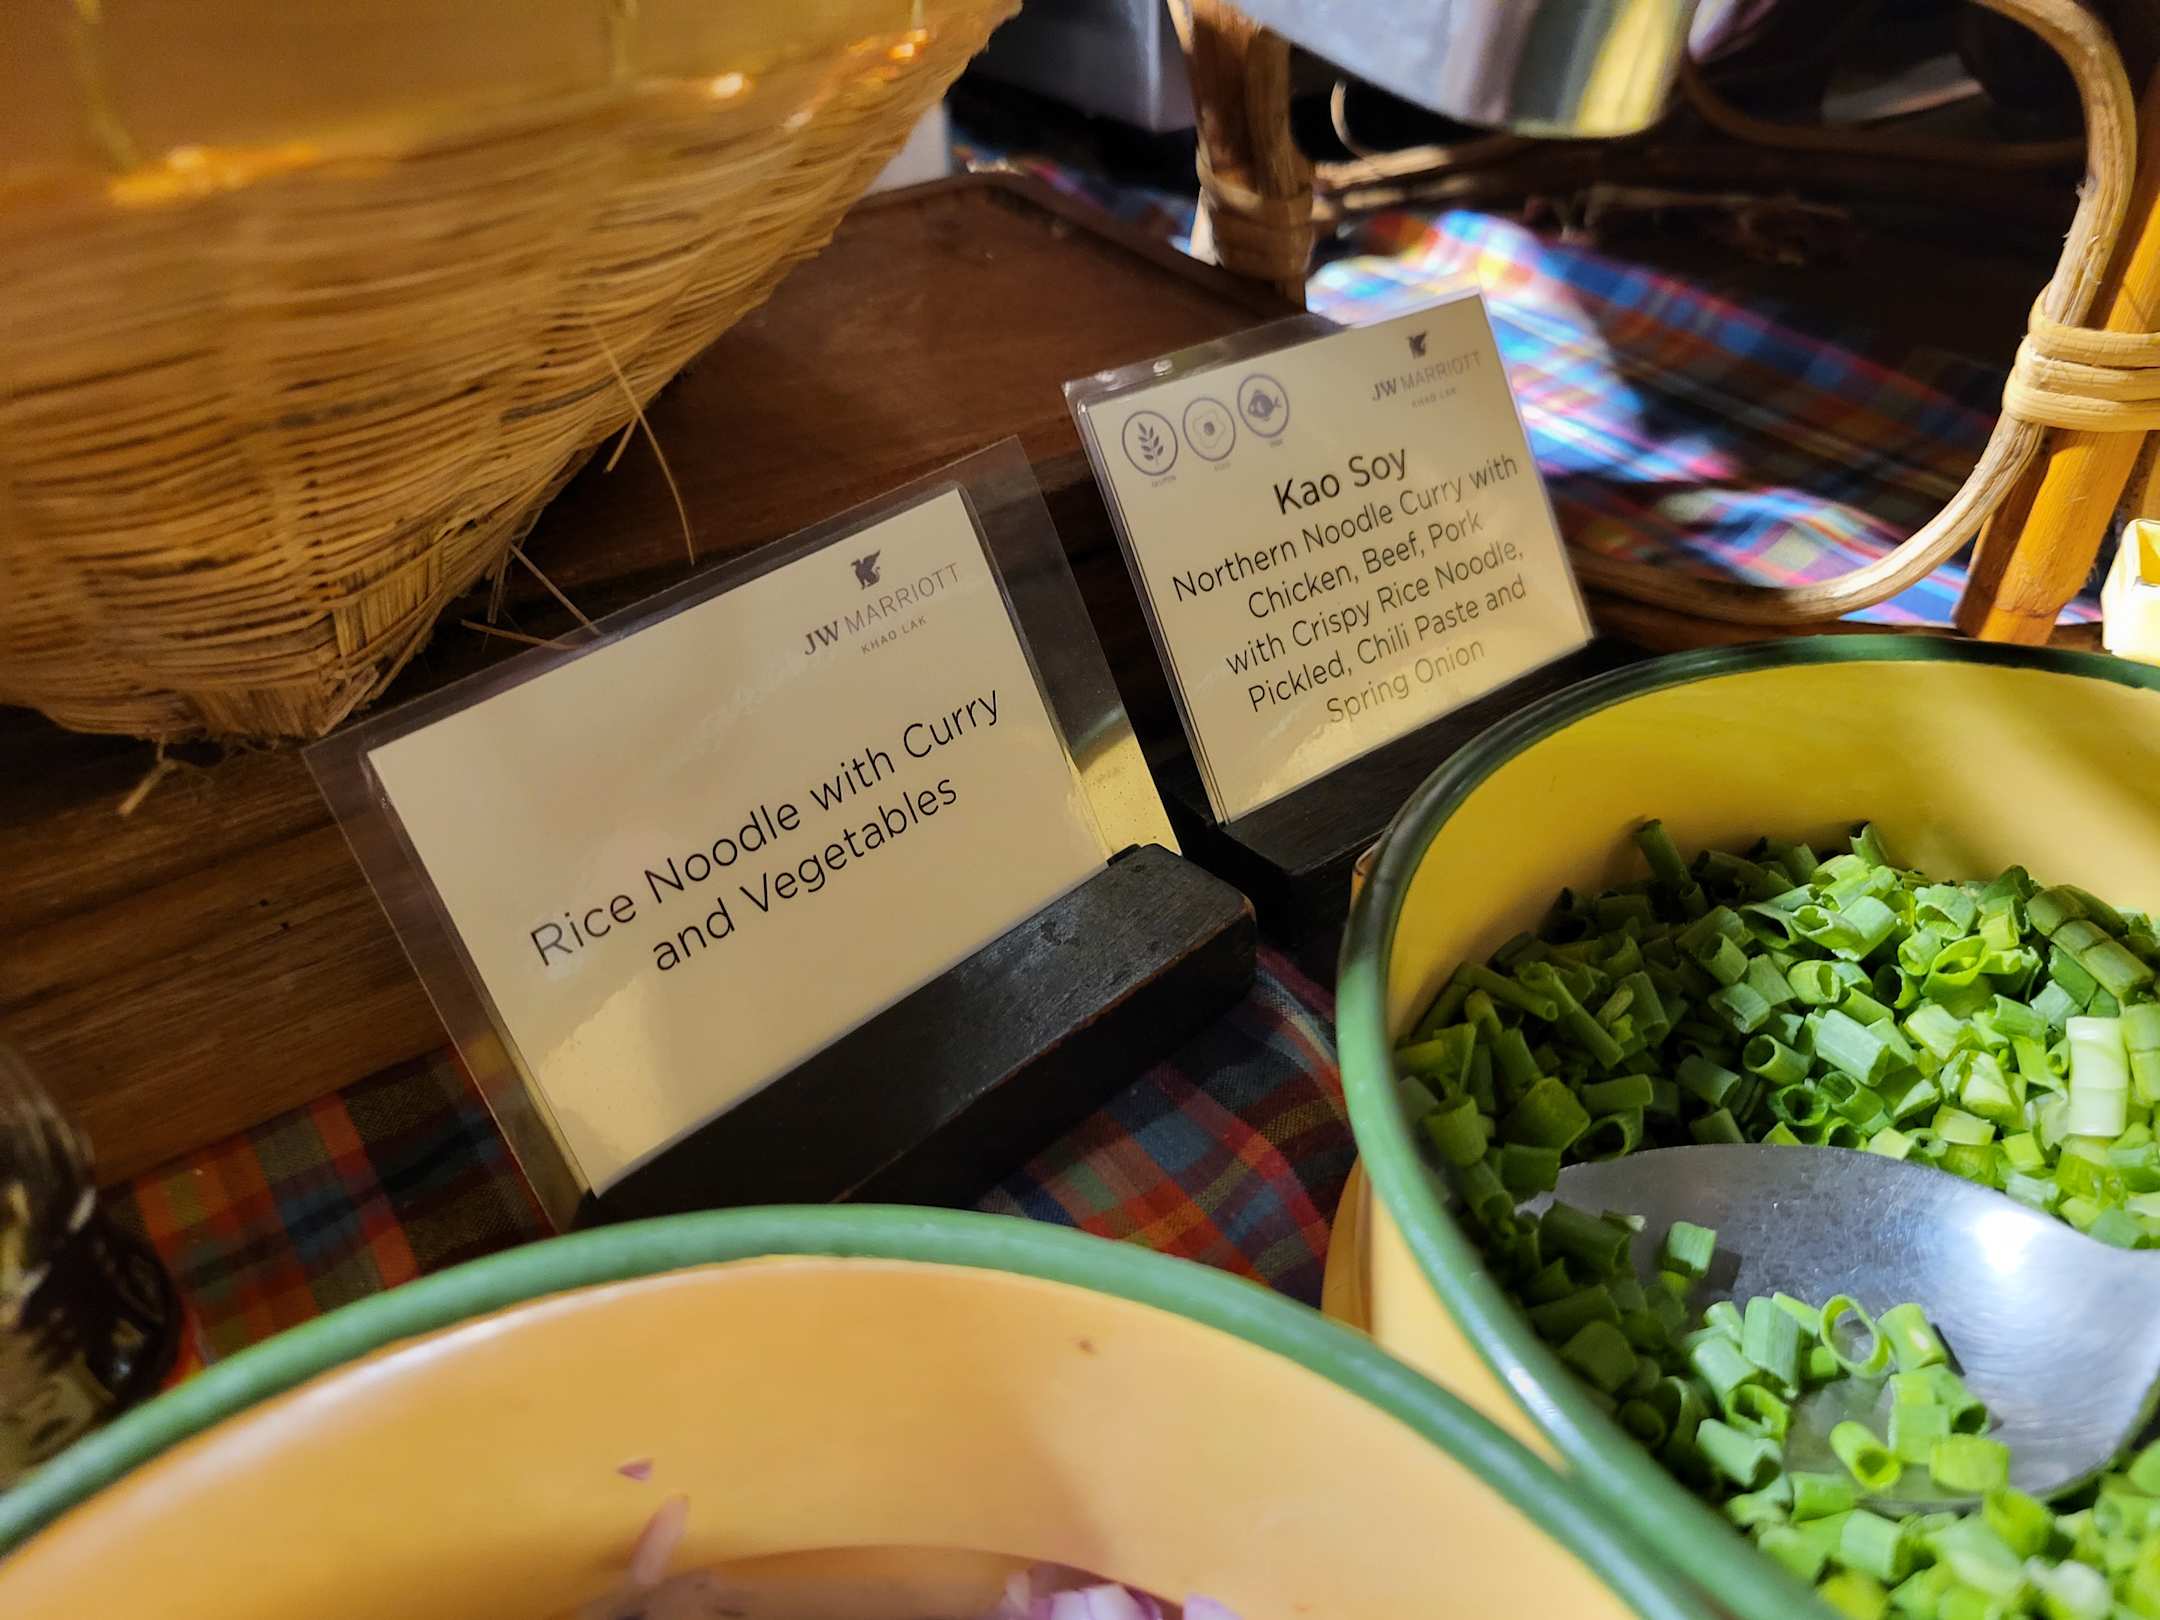 JW MARRIOTT
KHAO LAK
Rice Noodle with Curry
and Vegetables
JW MARRIOTT
KHAO LAK
Kao Soy
Northern Noodle Curry with
Chicken, Beef, Pork
with Crispy Rice Noodle,
Pickled, Chili Paste and
Spring Onion